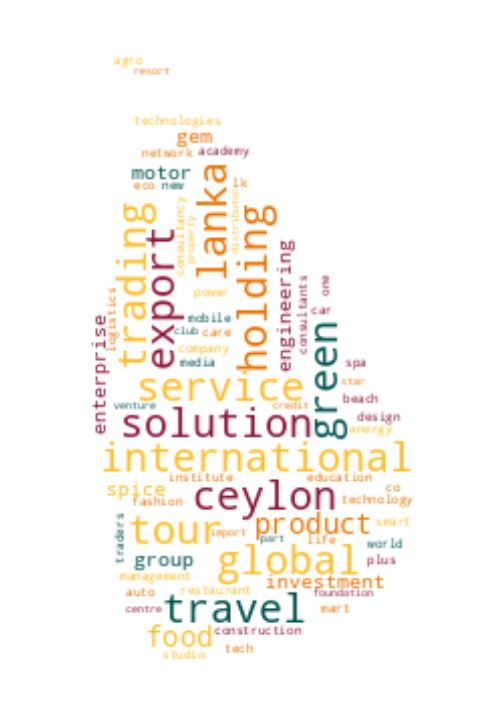 agro
resort
technologies
gem
network
academy
motor
eco
new
lk
lanka
trading
consultancy
property
distributor
holding
export
engineering
consultants
one
car
power
logistics
enterprise
mobile
club
care
company
media
green
spa
service
star
venture
credit
beach
solution
design
energy
international
institute
education
spice
ceylon
co
fashion
technology
tour
product
smart
traders
import
part
life
world
group
global
plus
management
investment
auto
restaurant
foundation
centre
travel
mart
food
construction
studio
tech